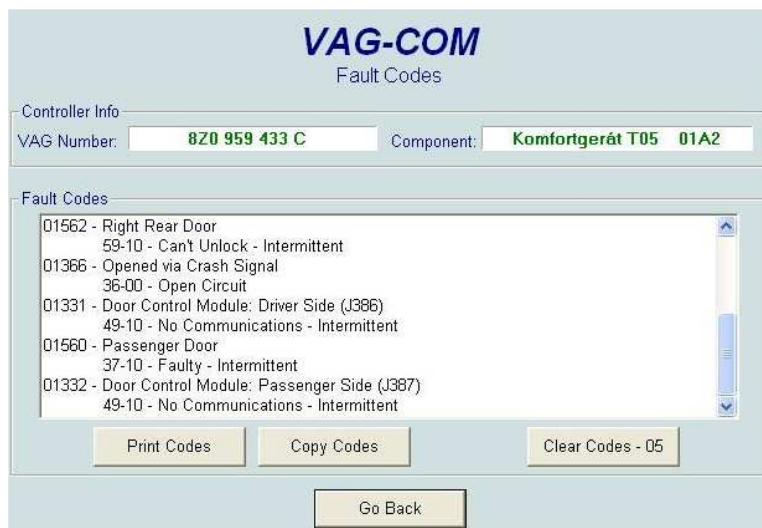 VAG-COM
Fault Codes
Controller Info
VAG Number: 8Z0 959 433 C Component: Komfortgerát T05 01A2
Fault Codes
01562 - Right Rear Door
59-10 - Can't Unlock - Intermittent
01366 - Opened via Crash Signal
36-00 - Open Circuit
01331 - Door Control Module: Driver Side (J386)
49-10 - No Communications - Intermittent
01560 - Passenger Door
37-10 - Faulty - Intermittent
01332 - Door Control Module: Passenger Side (J387)
49-10 - No Communications - Intermittent
Print Codes Copy Codes Clear Codes - 05
Go Back